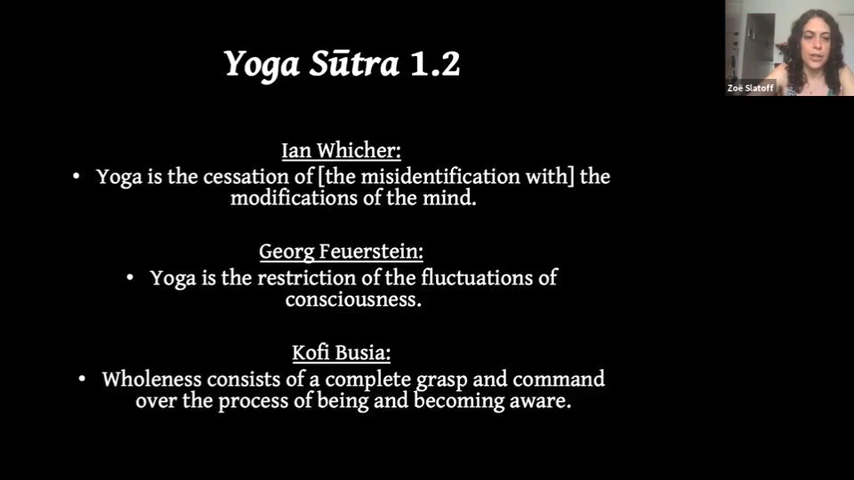 Yoga Sūtra 1.2
Zoë Slatoff
Ian Whicher:
• Yoga is the cessation of [the misidentification with] the
modifications of the mind.
Georg Feuerstein:
• Yoga is the restriction of the fluctuations of
consciousness.
Kofi Busia:
• Wholeness consists of a complete grasp and command
over the process of being and becoming aware.